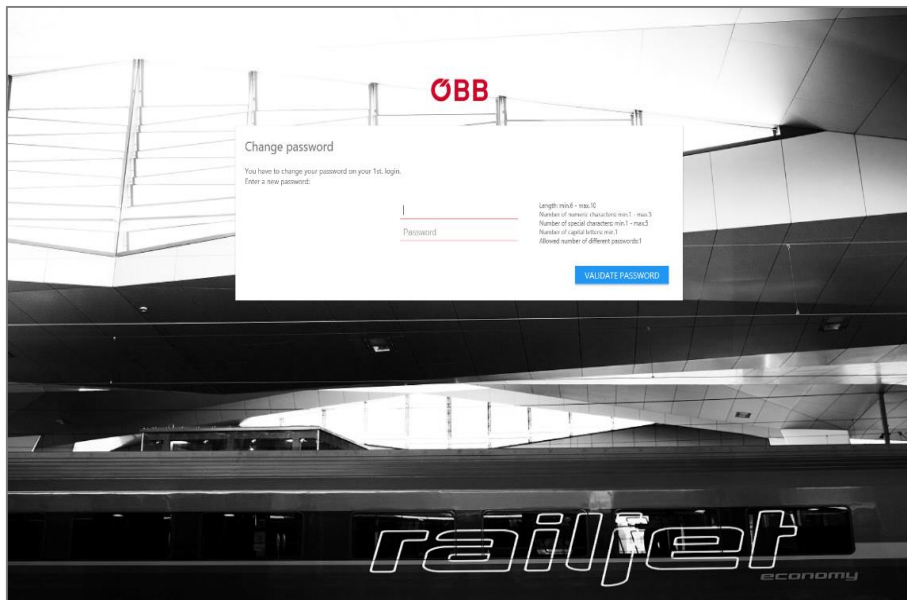 ÖBB
Change password
You have to change your password on your 1st. login.
Enter a new password:
Password
Length: min.6 - max.10
Number of numeric characters: min.1 - max.5
Number of special characters: min.1 - max.5
Number of capital letters: min.1
Allowed number of different passwords:1
VALIDATE PASSWORD
railjet
economy